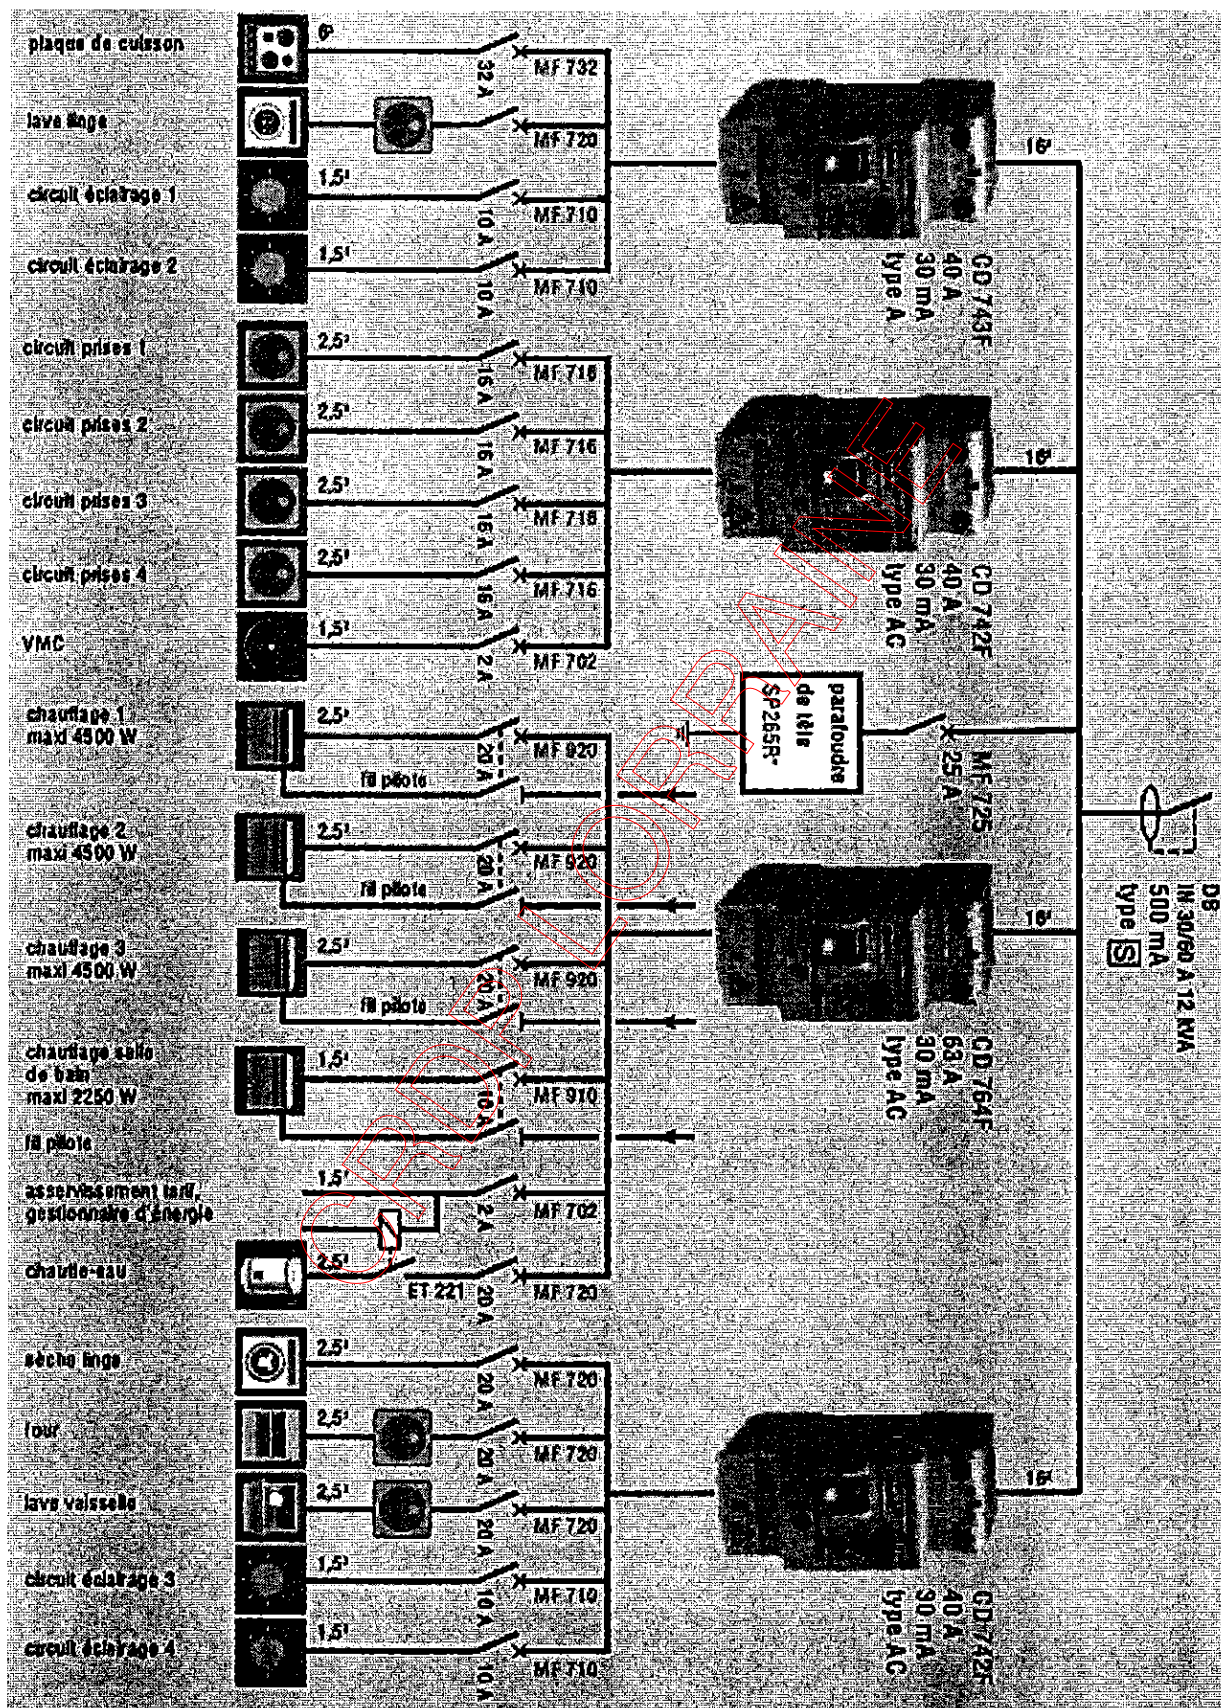 plaque de cuisson
6²
32 A
MF 732
lave linge
MF 720
circuit éclairage 1
1,5²
10 A
MF 710
circuit éclairage 2
1,5²
10 A
MF 710
16²
CD 743F
40 A
30 mA
type A
circuit prises 1
2,5²
16 A
MF 716
circuit prises 2
2,5²
16 A
MF 716
circuit prises 3
2,5²
16 A
MF 716
circuit prises 4
2,5²
16 A
MF 716
VMC
1,5²
2 A
MF 702
16²
CD 742F
40 A
30 mA
type AC
parafoudre
de tête
SP265R*
25 A
MF 725
DB
IN 30/60 A 12 KVA
500 mA
type S
chauffage 1
maxi 4500 W
2,5²
20 A
MF 920
fil pilote
chauffage 2
maxi 4500 W
2,5²
20 A
MF 920
fil pilote
chauffage 3
maxi 4500 W
2,5²
20 A
MF 920
fil pilote
chauffage salle
de bain
maxi 2250 W
1,5²
10 A
MF 910
fil pilote
asservissement tarif,
gestionnaire d'énergie
1,5²
2 A
MF 702
chauffe-eau
2,5²
ET 221
20 A
MF 720
16²
CD 764F
63 A
30 mA
type AC
sèche linge
2,5²
20 A
MF 720
four
2,5²
20 A
MF 720
lave vaisselle
2,5²
20 A
MF 720
circuit éclairage 3
1,5²
10 A
MF 710
circuit éclairage 4
1,5²
10 A
MF 710
16²
CD 742F
40 A
30 mA
type AC
CRDP LORRAINE